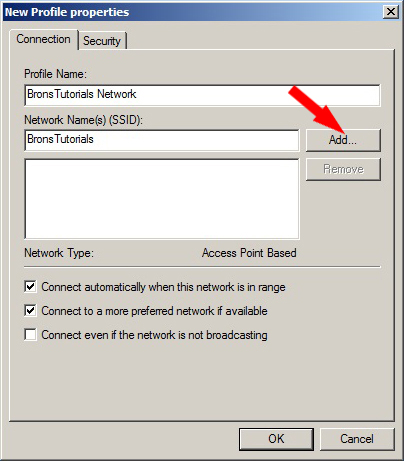 New Profile properties
Connection
Security
Profile Name:
BronsTutorials Network
Network Name(s) (SSID):
BronsTutorials
Add...
Remove
Network Type: Access Point Based
Connect automatically when this network is in range
Connect to a more preferred network if available
Connect even if the network is not broadcasting
OK
Cancel